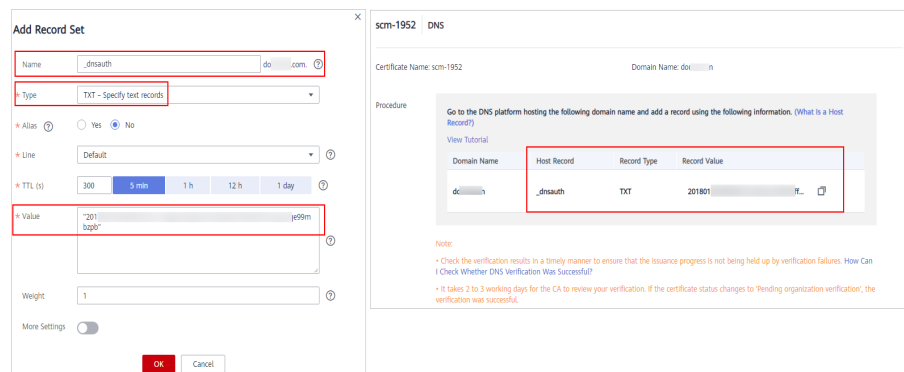 Add Record Set
Name
_dnsauth
.com.
* Type
TXT – Specify text records
* Alias
Yes
No
* Line
Default
* TTL (s)
300
5 min
1 h
12 h
1 day
* Value
"201
je99m
bzpb"
Weight
1
More Settings
OK
Cancel
scm-1952 | DNS
Certificate Name: scm-1952
Domain Name:
Procedure
Go to the DNS platform hosting the following domain name and add a record using the following information. (What Is a Host
Record?)
View Tutorial
Domain Name
Host Record
Record Type
Record Value
_dnsauth
TXT
201801
ff...
Note:
• Check the verification results in a timely manner to ensure that the issuance progress is not being held up by verification failures. How Can
I Check Whether DNS Verification Was Successful?
• It takes 2 to 3 working days for the CA to review your verification. If the certificate status changes to 'Pending organization verification', the
verification was successful.